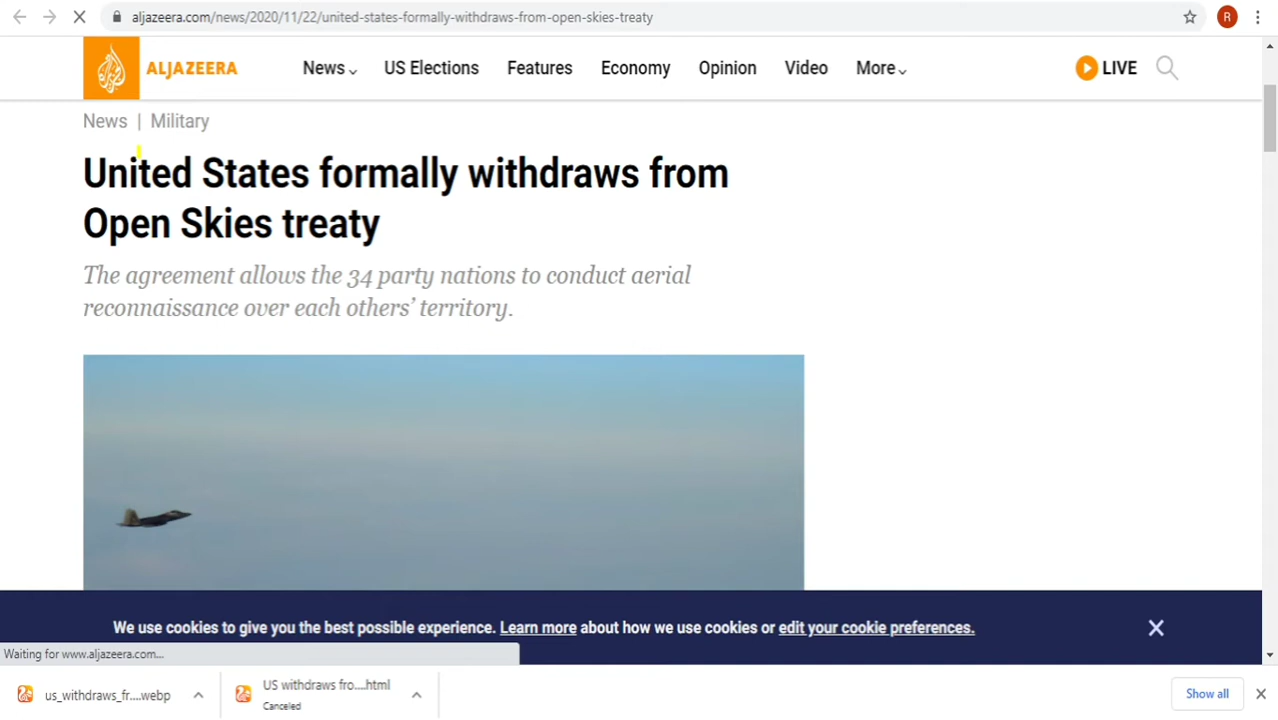 aljazeera.com/news/2020/11/22/united-states-formally-withdraws-from-open-skies-treaty
R
ALJAZEERA
News
US Elections
Features
Economy
Opinion
Video
More
LIVE
News | Military
United States formally withdraws from
Open Skies treaty
The agreement allows the 34 party nations to conduct aerial
reconnaissance over each others’ territory.
We use cookies to give you the best possible experience. Learn more about how we use cookies or edit your cookie preferences.
Waiting for www.aljazeera.com...
us_withdraws_fr....webp
US withdraws fro....html
Canceled
Show all